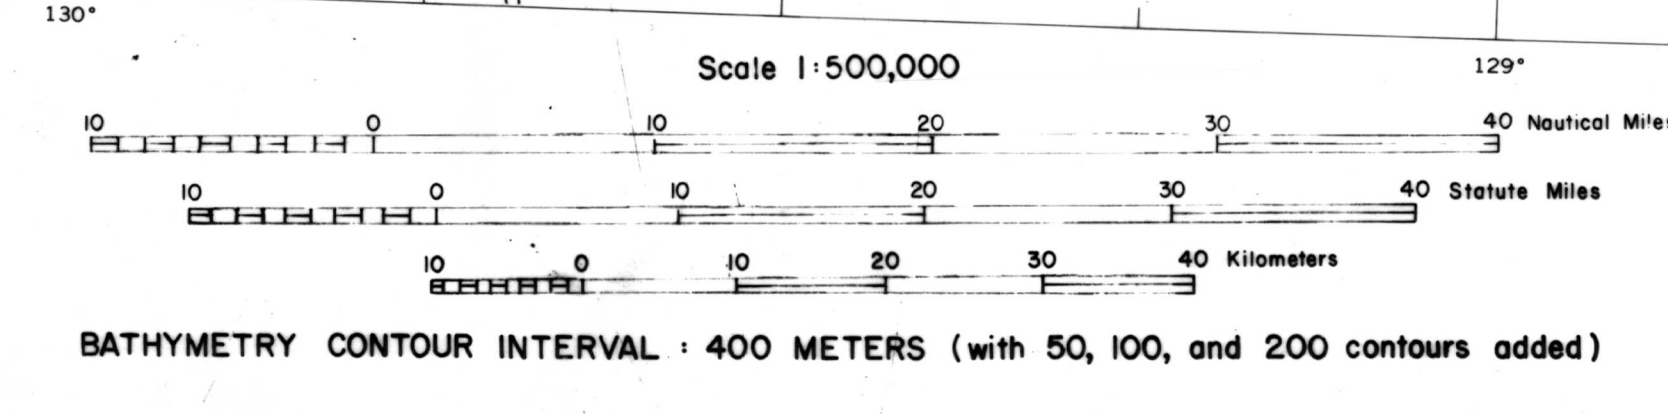 130°
Scale 1:500,000
129°
10 0 10 20 30 40 Nautical Miles
10 0 10 20 30 40 Statute Miles
10 0 10 20 30 40 Kilometers
BATHYMETRY CONTOUR INTERVAL : 400 METERS (with 50, 100, and 200 contours added)